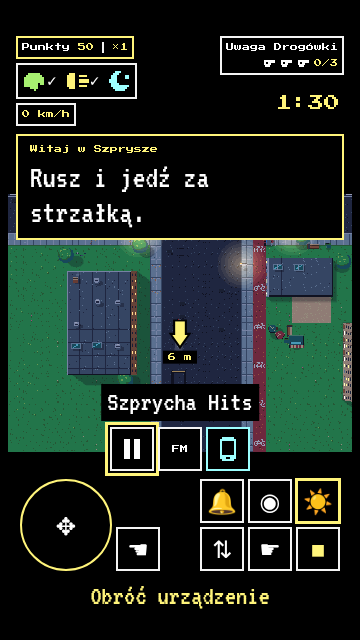 Punkty 50 | ×1
Uwaga Drogówki
0/3
0 km/h
1:30
Witaj w Szprysze
Rusz i jedź za
strzałką.
6 m
Szprycha Hits
FM
Obróć urządzenie